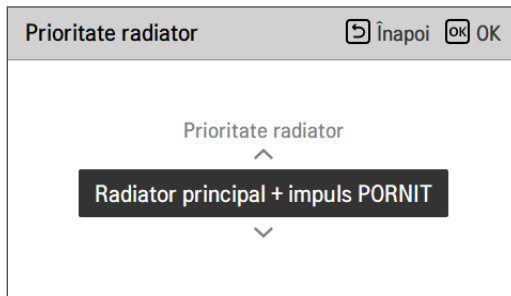 Prioritate radiator Înapoi OK OK
Prioritate radiator
Radiator principal + impuls PORNIT